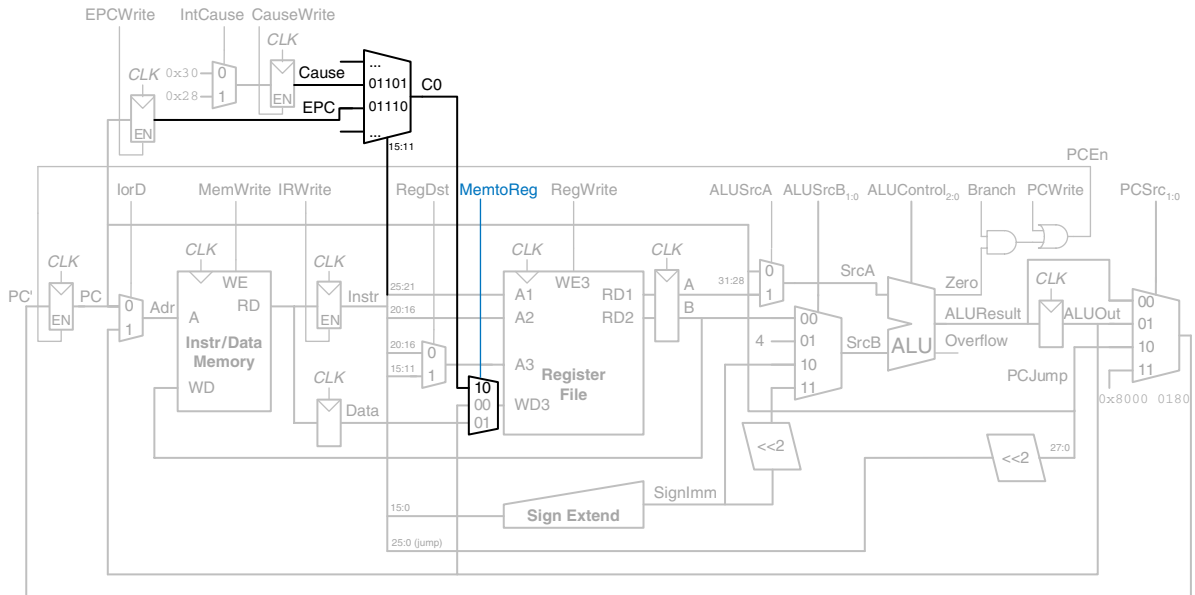 EPCWrite IntCause CauseWrite
CLK
CLK 0x30 0 Cause ...
0x28 1 EN 01101 C0
EPC 01110
EN ...
15:11
PCEn
IorD MemWrite IRWrite RegDst MemtoReg RegWrite ALUSrcA ALUSrcB1:0 ALUControl2:0 Branch PCWrite PCSrc1:0
CLK CLK CLK CLK CLK
WE WE3 31:28 0 SrcA CLK
PC' PC 0 Adr RD Instr 25:21 A1 RD1 A 1 Zero 00
EN 1 A EN 20:16 A2 RD2 B 00 ALUResult ALUOut 01
Instr/Data
Memory
20:16 0 4 01 SrcB ALU Overflow 10
15:11 1 A3 10 PCJump 11
WD CLK 10 Register
File
11 0x8000 0180
Data 00 WD3
01
<<2 <<2 27:0
SignImm
15:0 Sign Extend
25:0 (jump)